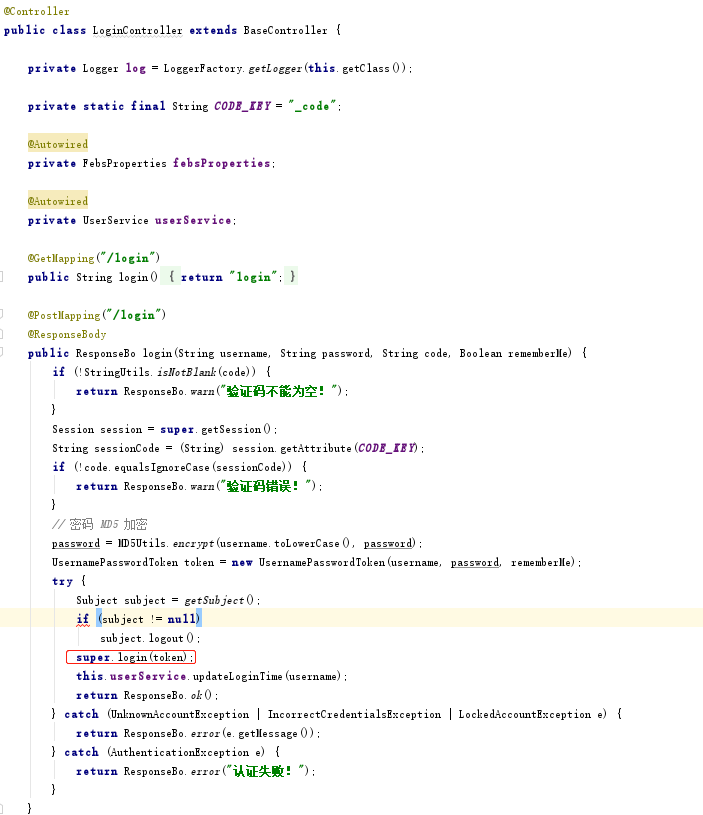 @Controller
public class LoginController extends BaseController {
private Logger log = LoggerFactory.getLogger(this.getClass());
private static final String CODE_KEY = "_code";
@Autowired
private FebsProperties febsProperties;
@Autowired
private UserService userService;
@GetMapping("/login")
public String login() { return "login"; }
@PostMapping("/login")
@ResponseBody
public ResponseBo login(String username, String password, String code, Boolean rememberMe) {
if (!StringUtils.isNotBlank(code)) {
return ResponseBo.warn("验证码不能为空！");
}
Session session = super.getSession();
String sessionCode = (String) session.getAttribute(CODE_KEY);
if (!code.equalsIgnoreCase(sessionCode)) {
return ResponseBo.warn("验证码错误！");
}
// 密码 MD5 加密
password = MD5Utils.encrypt(username.toLowerCase(), password);
UsernamePasswordToken token = new UsernamePasswordToken(username, password, rememberMe);
try {
Subject subject = getSubject();
if (subject != null)
subject.logout();
super.login(token);
this.userService.updateLoginTime(username);
return ResponseBo.ok();
} catch (UnknownAccountException | IncorrectCredentialsException | LockedAccountException e) {
return ResponseBo.error(e.getMessage());
} catch (AuthenticationException e) {
return ResponseBo.error("认证失败！");
}
}